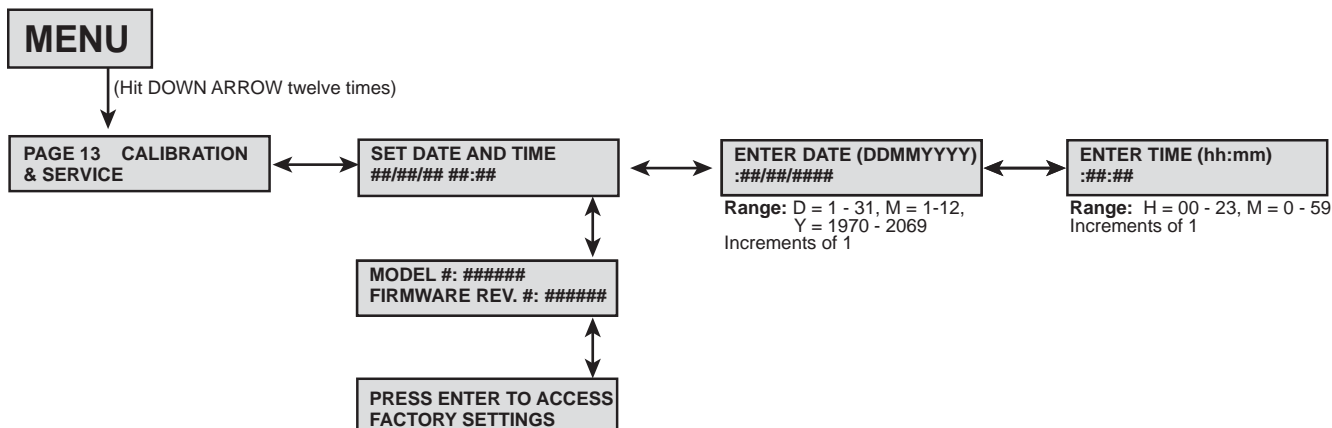 MENU
(Hit DOWN ARROW twelve times)
PAGE 13 CALIBRATION
& SERVICE
SET DATE AND TIME
##/##/## ##:##
ENTER DATE (DDMMYYYY)
:##/##/####
Range: D = 1 - 31, M = 1-12,
Y = 1970 - 2069
Increments of 1
ENTER TIME (hh:mm)
:##:##
Range: H = 00 - 23, M = 0 - 59
Increments of 1
MODEL #: ######
FIRMWARE REV. #: ######
PRESS ENTER TO ACCESS
FACTORY SETTINGS